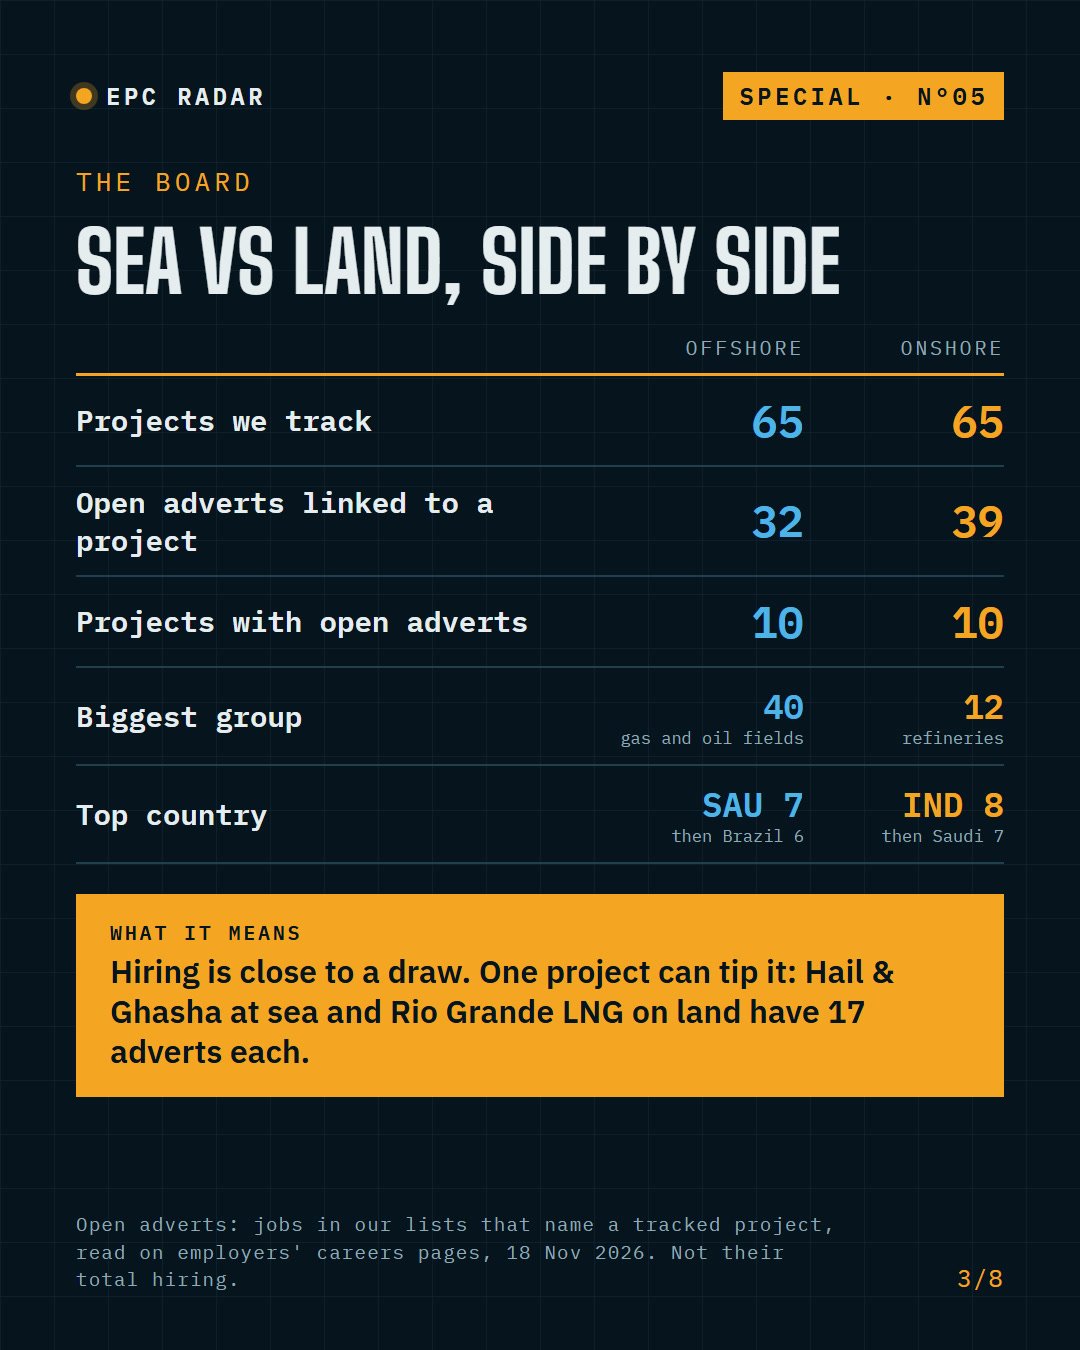 EPC RADAR
SPECIAL · N°05
THE BOARD
SEA VS LAND, SIDE BY SIDE
OFFSHORE ONSHORE
Projects we track 65 65
Open adverts linked to a
project 32 39
Projects with open adverts 10 10
Biggest group 40 12
gas and oil fields refineries
Top country SAU 7 IND 8
then Brazil 6 then Saudi 7
WHAT IT MEANS
Hiring is close to a draw. One project can tip it: Hail &
Ghasha at sea and Rio Grande LNG on land have 17
adverts each.
Open adverts: jobs in our lists that name a tracked project,
read on employers' careers pages, 18 Nov 2026. Not their
total hiring.
3/8